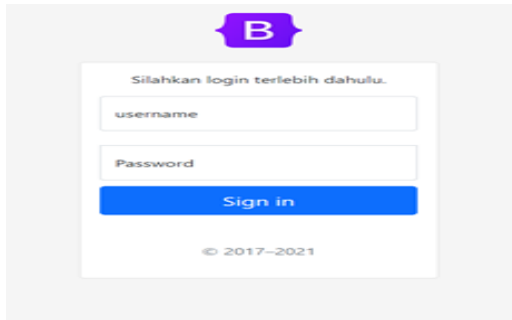 B
Silahkan login terlebih dahulu.
username
Password
Sign in
© 2017–2021